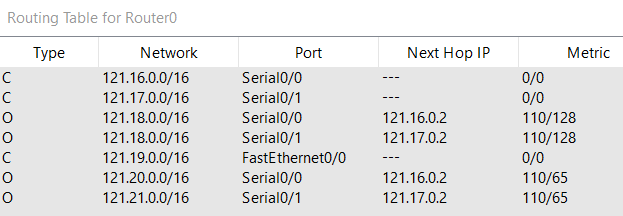 Routing Table for Router0
Type Network Port Next Hop IP Metric
C 121.16.0.0/16 Serial0/0 --- 0/0
C 121.17.0.0/16 Serial0/1 --- 0/0
O 121.18.0.0/16 Serial0/0 121.16.0.2 110/128
O 121.18.0.0/16 Serial0/1 121.17.0.2 110/128
C 121.19.0.0/16 FastEthernet0/0 --- 0/0
O 121.20.0.0/16 Serial0/0 121.16.0.2 110/65
O 121.21.0.0/16 Serial0/1 121.17.0.2 110/65